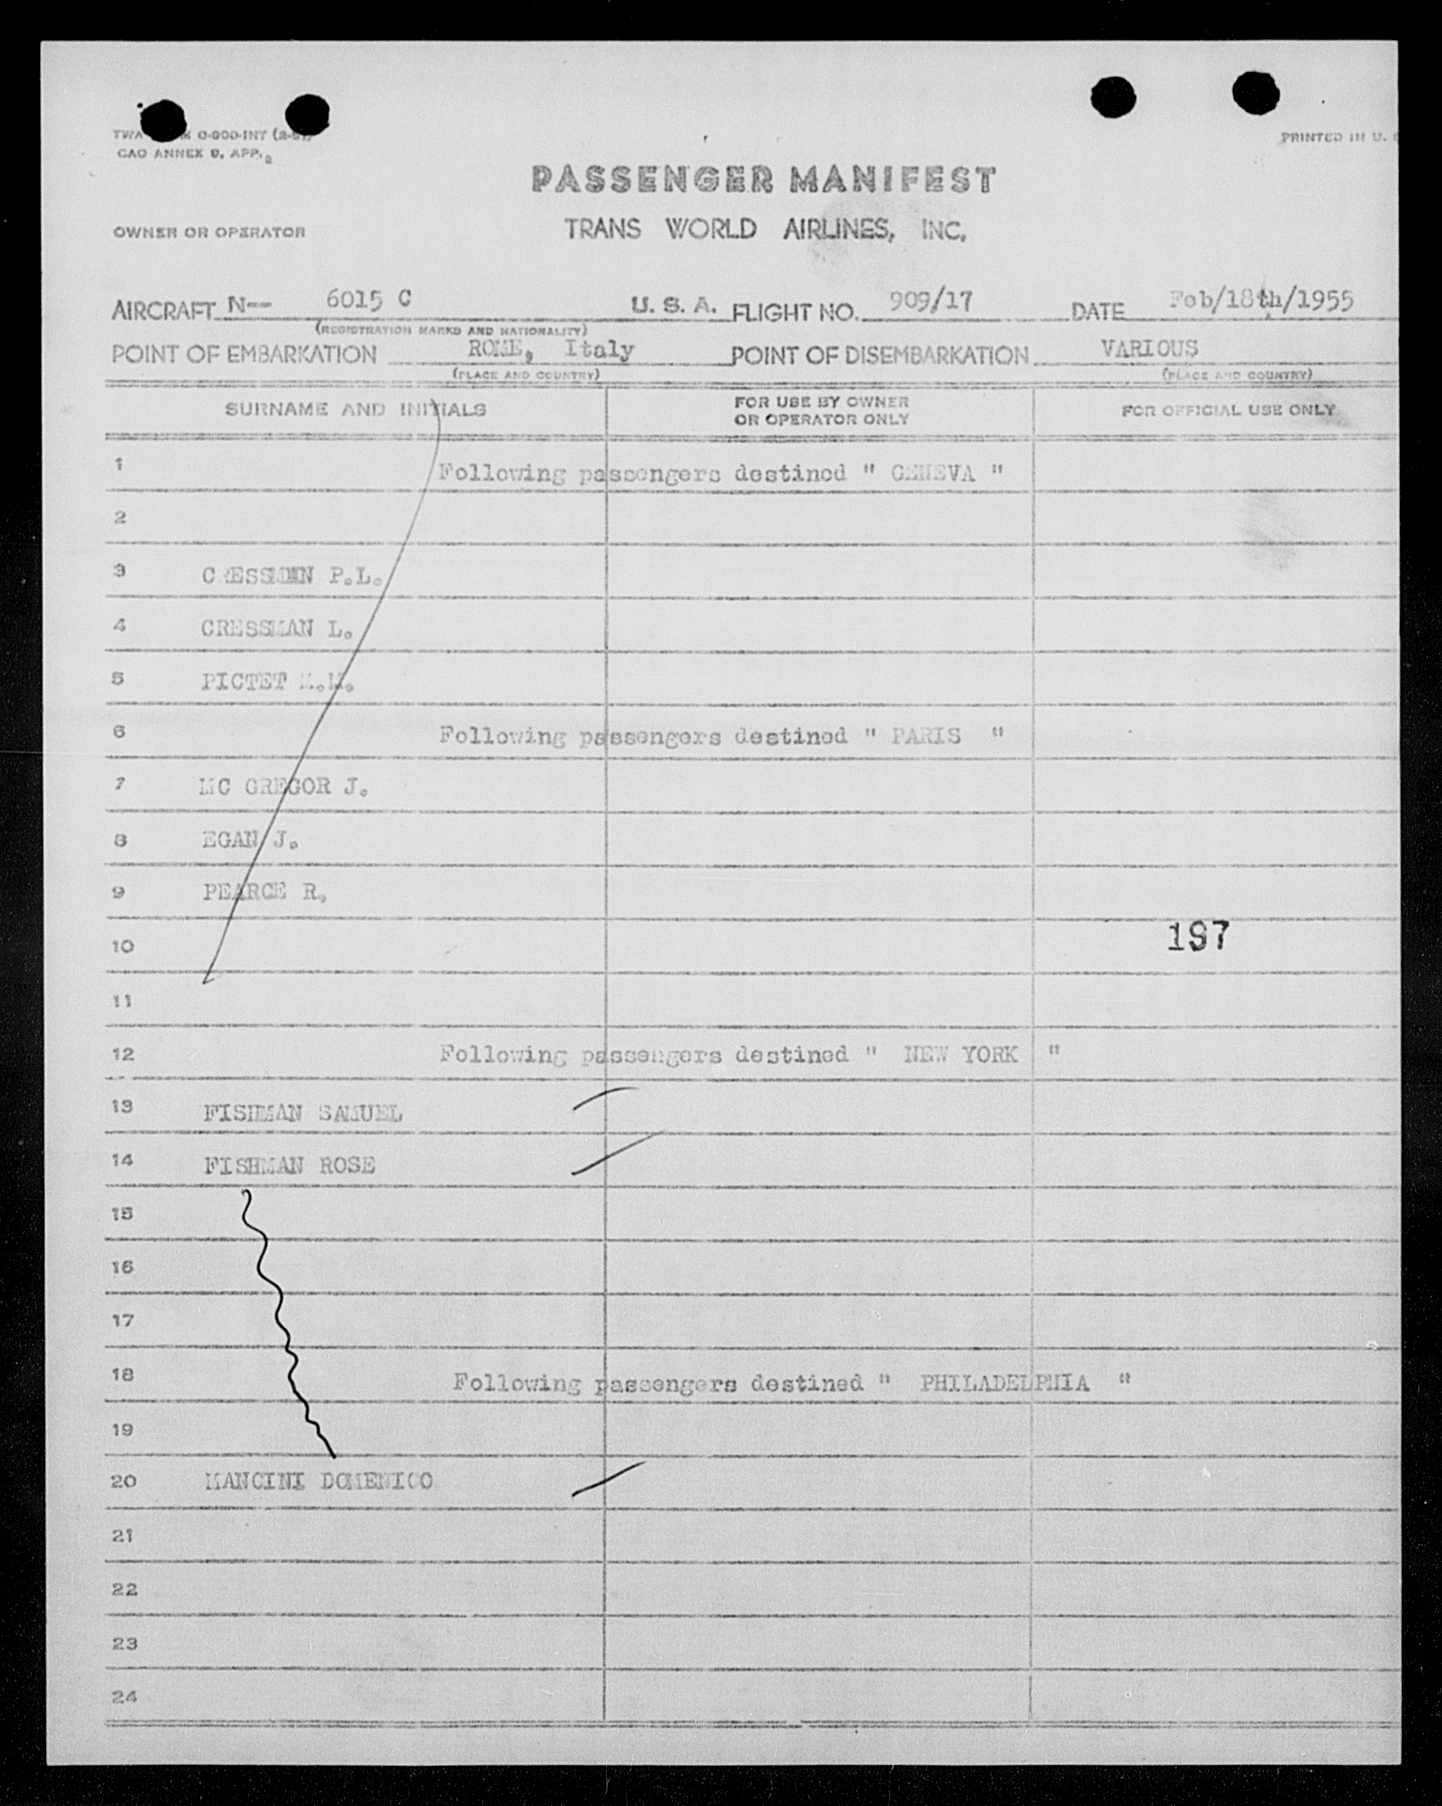 CAO ANNEX 9, APP. 2
PRINTED IN U.
PASSENGER MANIFEST
OWNER OR OPERATOR
TRANS WORLD AIRLINES, INC.
AIRCRAFT N-- 6015 C U. S. A. FLIGHT NO. 909/17 DATE Feb/18th/1955
(REGISTRATION MARKS AND NATIONALITY)
POINT OF EMBARKATION ROME, Italy POINT OF DISEMBARKATION VARIOUS
(PLACE AND COUNTRY) (PLACE AND COUNTRY)
SURNAME AND INITIALS FOR USE BY OWNER OR OPERATOR ONLY FOR OFFICIAL USE ONLY
1 Following passengers destined " GENEVA "
2
3 P.L.
4 CRESSMAN L.
5 PICTET M.M.
6 Following passengers destined " PARIS "
7 MC GREGOR J.
8 EGAN J.
9 PEARCE R.
10 197
11
12 Following passengers destined " NEW YORK "
13 FISHMAN SAMUEL
14 FISHMAN ROSE
15
16
17
18 Following passengers destined " PHILADELPHIA "
19
20 MANCINI DOMENICO
21
22
23
24